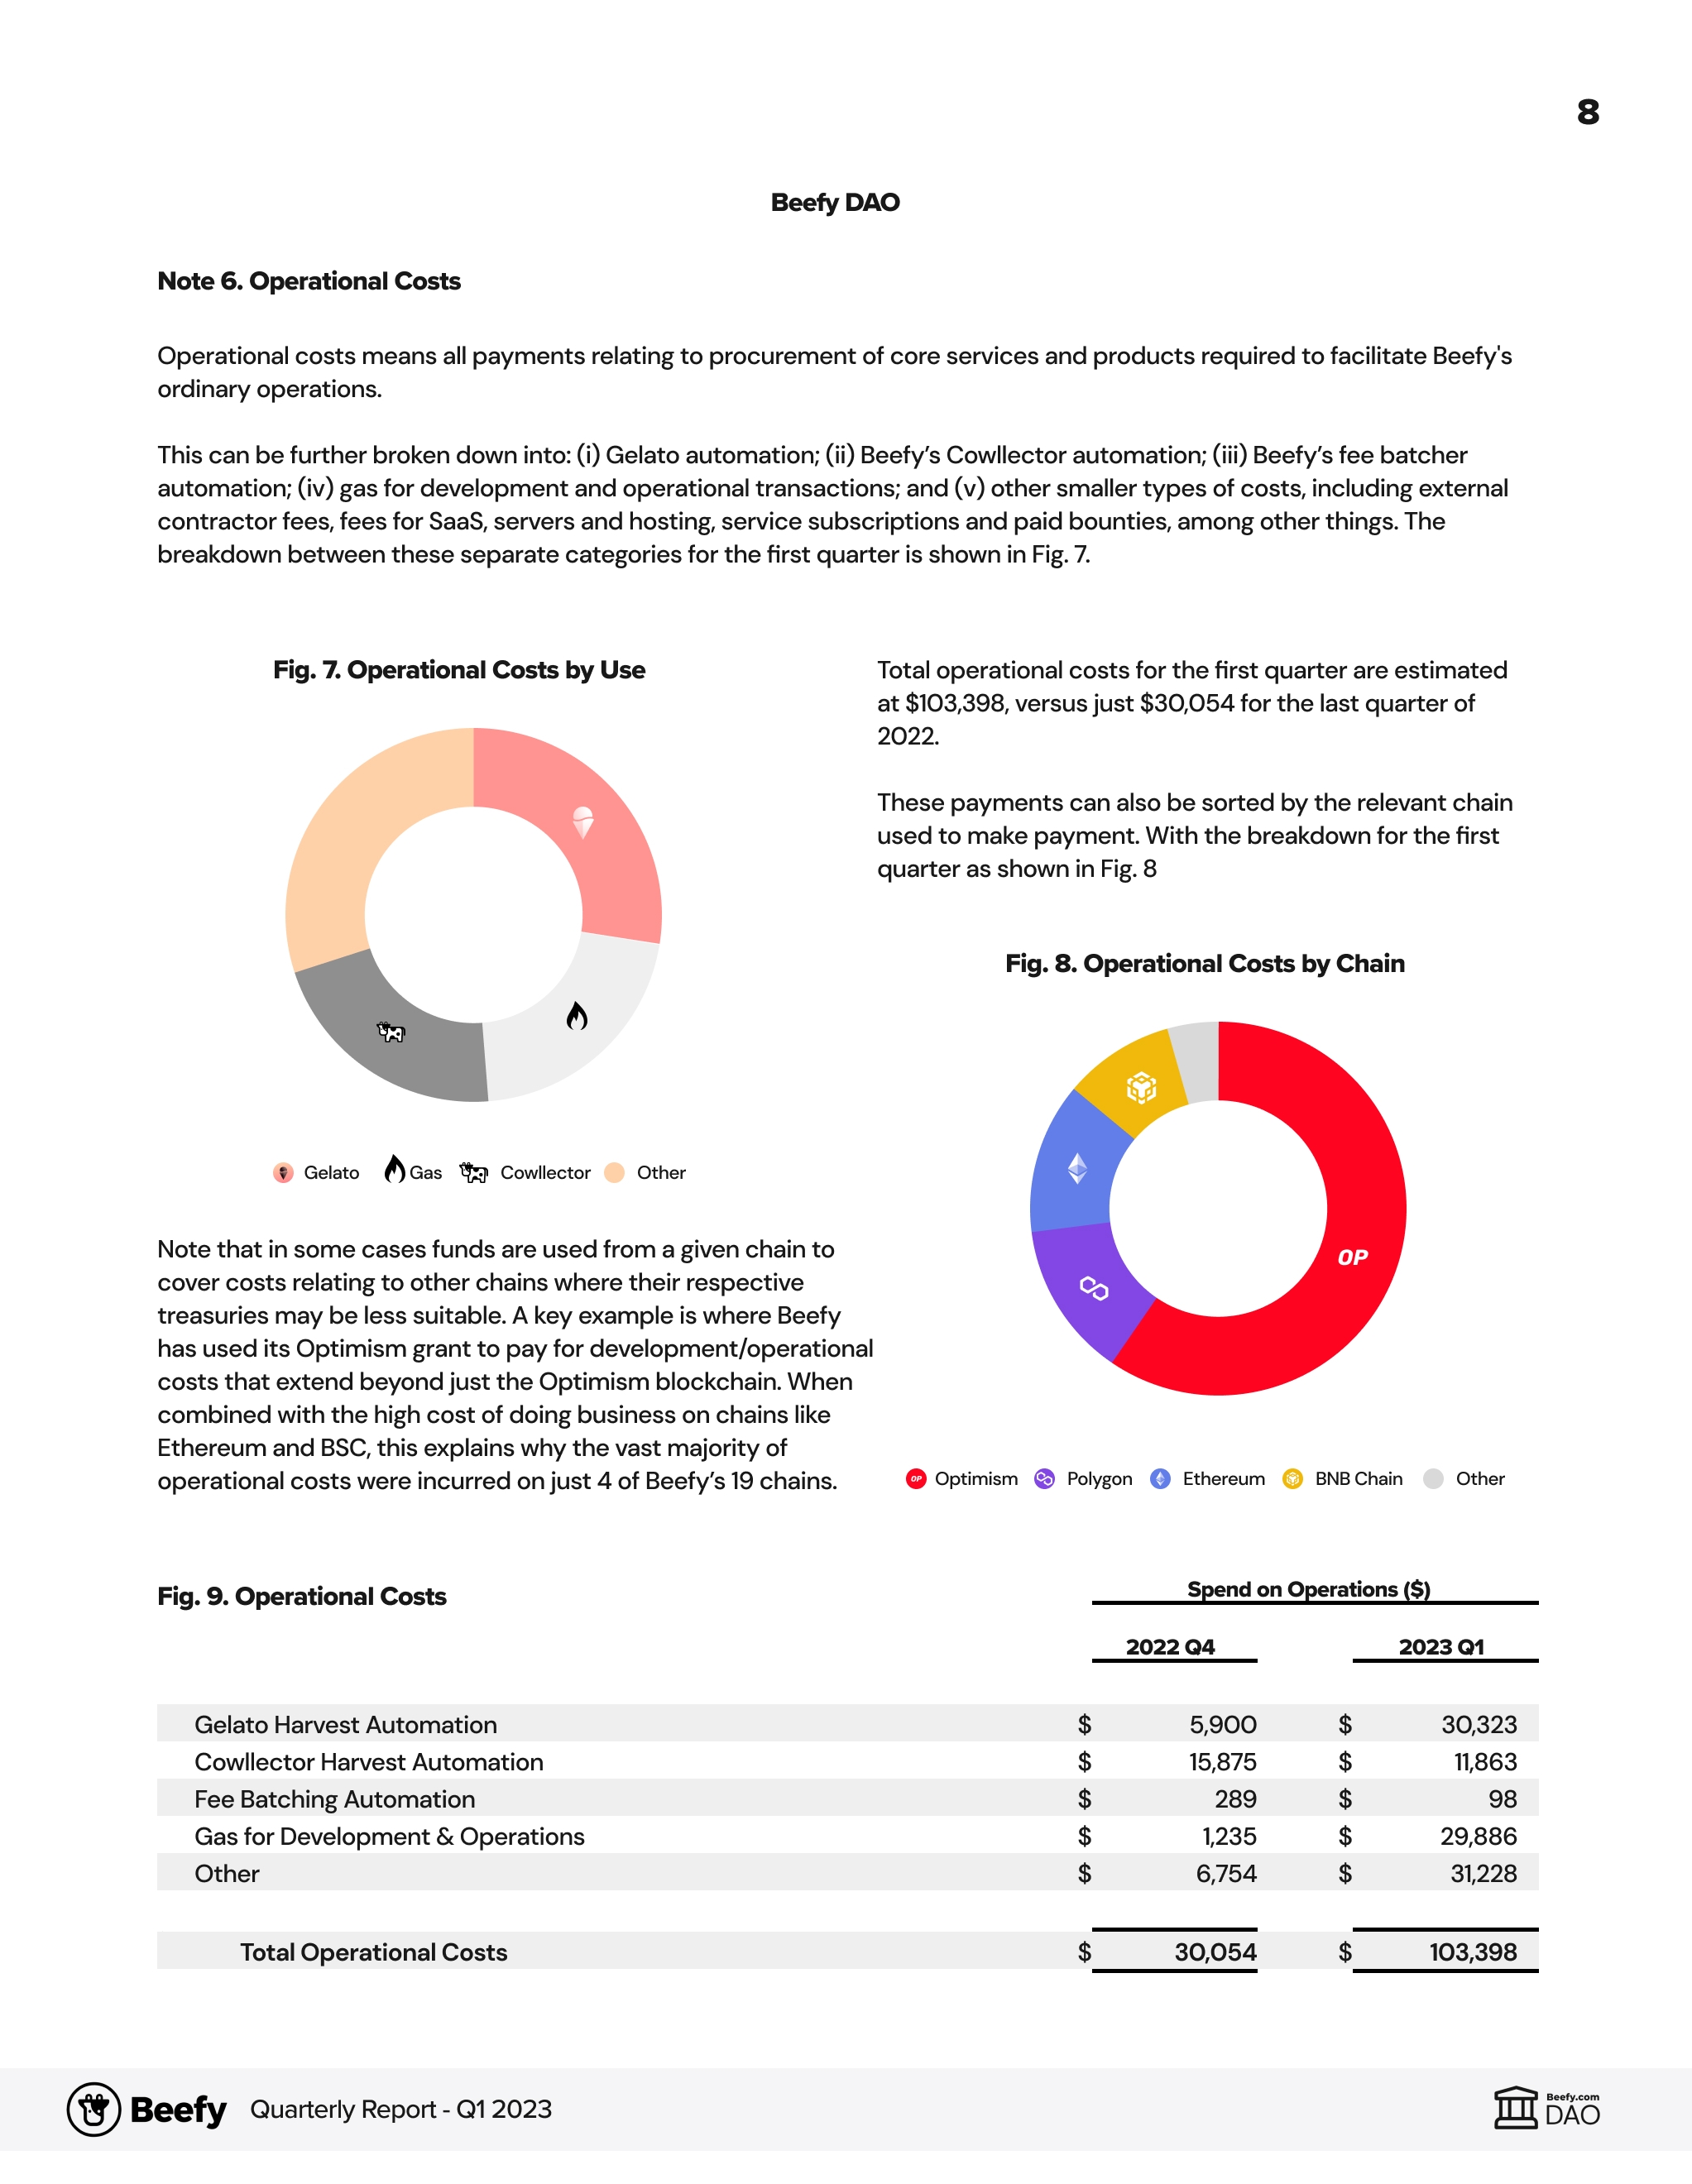 8
Beefy DAO
Note 6. Operational Costs
Operational costs means all payments relating to procurement of core services and products required to facilitate Beefy's
ordinary operations.
This can be further broken down into: (i) Gelato automation; (ii) Beefy’s Cowllector automation; (iii) Beefy’s fee batcher
automation; (iv) gas for development and operational transactions; and (v) other smaller types of costs, including external
contractor fees, fees for SaaS, servers and hosting, service subscriptions and paid bounties, among other things. The
breakdown between these separate categories for the first quarter is shown in Fig. 7.
Fig. 7. Operational Costs by Use
Gelato Gas Cowllector Other
Note that in some cases funds are used from a given chain to
cover costs relating to other chains where their respective
treasuries may be less suitable. A key example is where Beefy
has used its Optimism grant to pay for development/operational
costs that extend beyond just the Optimism blockchain. When
combined with the high cost of doing business on chains like
Ethereum and BSC, this explains why the vast majority of
operational costs were incurred on just 4 of Beefy’s 19 chains.
Total operational costs for the first quarter are estimated
at $103,398, versus just $30,054 for the last quarter of
2022.
These payments can also be sorted by the relevant chain
used to make payment. With the breakdown for the first
quarter as shown in Fig. 8
Fig. 8. Operational Costs by Chain
OP
OP Optimism Polygon Ethereum BNB Chain Other
Fig. 9. Operational Costs
Spend on Operations ($)
2022 Q4 2023 Q1
Gelato Harvest Automation $ 5,900 $ 30,323
Cowllector Harvest Automation $ 15,875 $ 11,863
Fee Batching Automation $ 289 $ 98
Gas for Development & Operations $ 1,235 $ 29,886
Other $ 6,754 $ 31,228
Total Operational Costs $ 30,054 $ 103,398
Beefy Quarterly Report - Q1 2023
Beefy.com
DAO